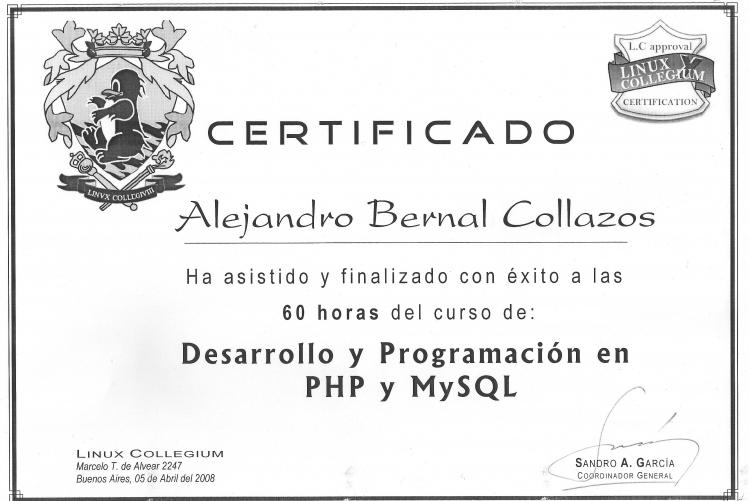 L.C approval
LINUX
COLLEGIUM
CERTIFICATION
LINVX COLLEGIVM
CERTIFICADO
Alejandro Bernal Collazos
Ha asistido y finalizado con éxito a las
60 horas del curso de:
Desarrollo y Programación en
PHP y MySQL
LINUX COLLEGIUM
Marcelo T. de Alvear 2247
Buenos Aires, 05 de Abril del 2008
SANDRO A. GARCÍA
COORDINADOR GENERAL